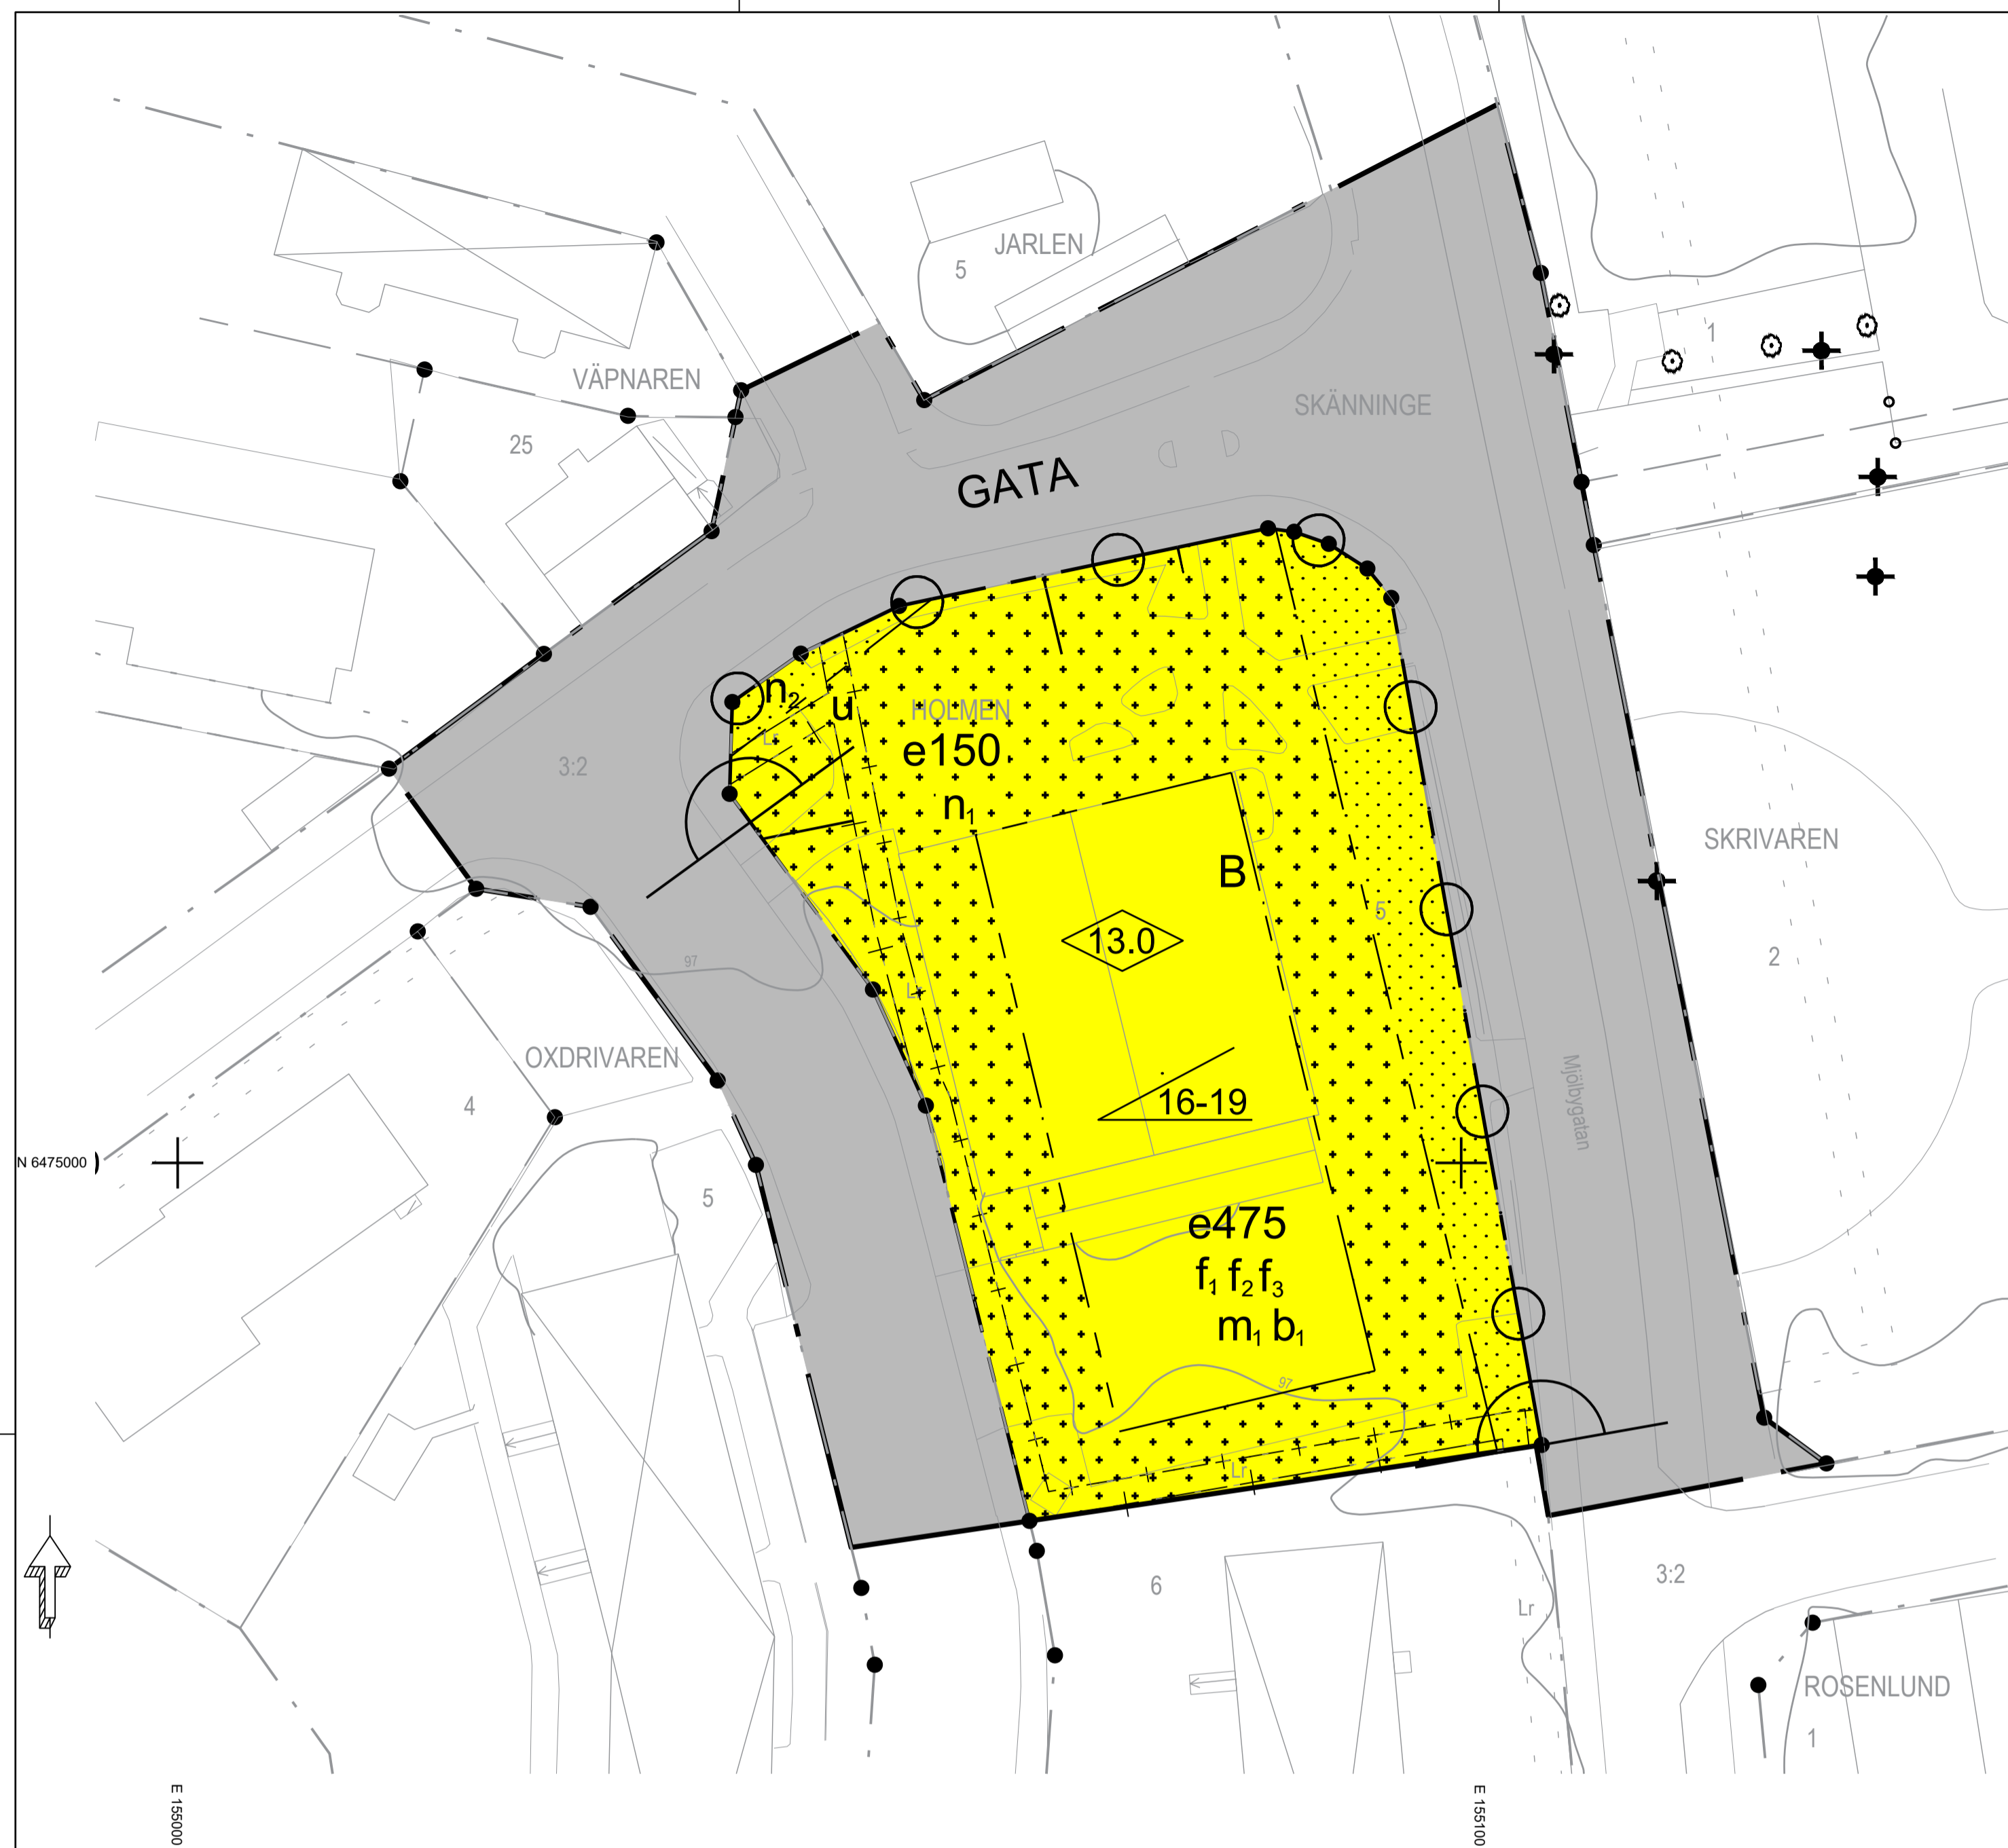 JARLEN
5
VÄPNAREN
25
1
SKÄNNINGE
GATA
n₂
u
HOLMEN
e150
Lr
3:2
n₁
B
SKRIVAREN
5
13.0
2
97
Lr
OXDRIVAREN
Mjölbygatan
4
16-19
N 6475000
5
e475
f₁ f₂ f₃
m₁ b₁
97
Lr
6
3:2
Lr
ROSENLUND
1
E 155000
E 155100